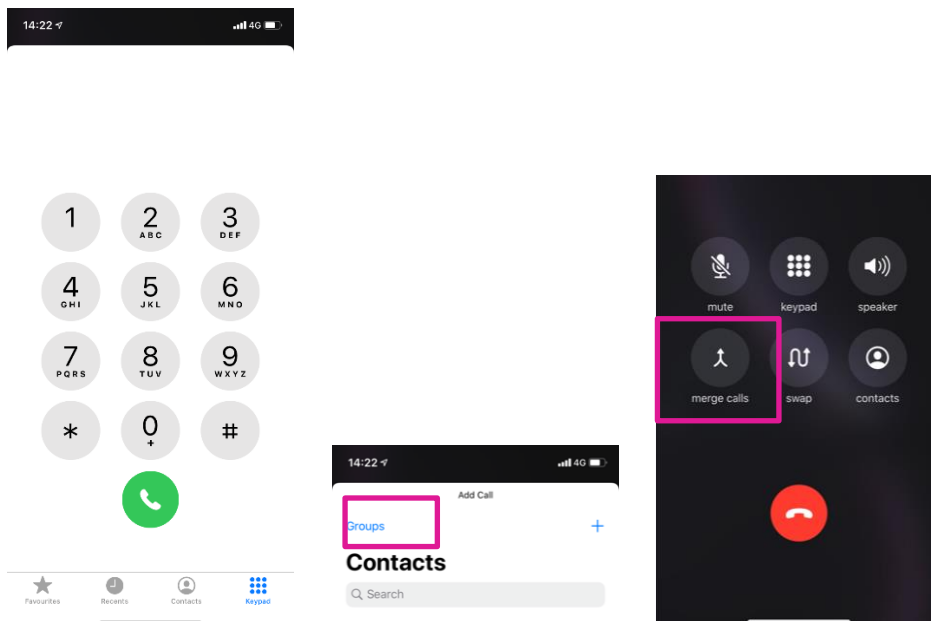 14:22
4G
1 2 3
ABC DEF
4 5 6
GHI JKL MNO
7 8 9
PQRS TUV WXYZ
* 0 #
+
Favourites Recents Contacts Keypad
14:22
4G
Add Call
Groups +
Contacts
Search
mute keypad speaker
merge calls swap contacts